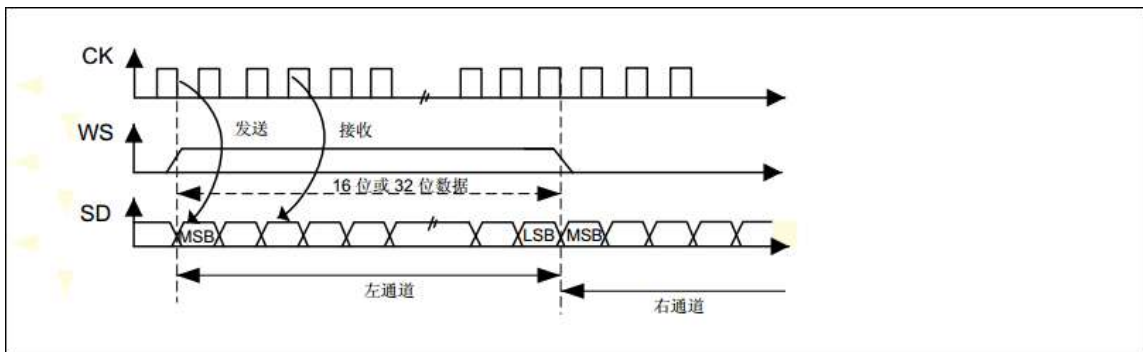 CK
发送
接收
WS
16 位或 32 位数据
SD
MSB
LSB
MSB
左通道
右通道